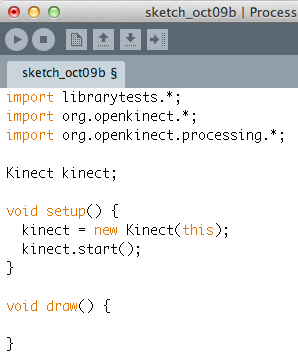 sketch_oct09b | Process
sketch_oct09b §
import librarytests.*;
import org.openkinect.*;
import org.openkinect.processing.*;

Kinect kinect;

void setup() {
  kinect = new Kinect(this);
  kinect.start();
}

void draw() {

}